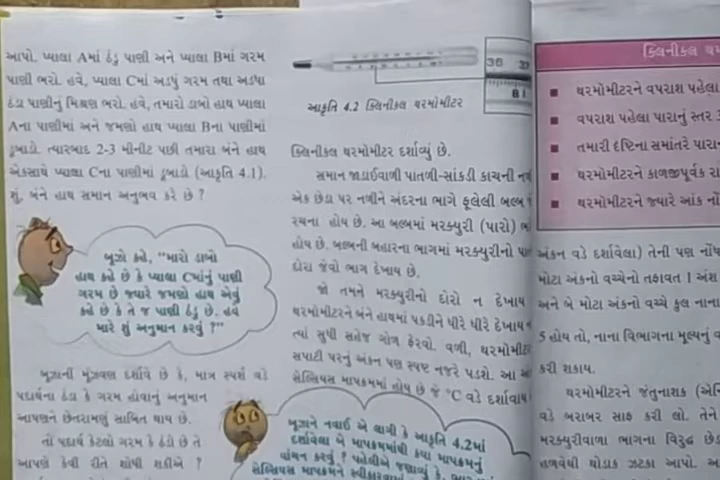 આપો. પ્યાલા Aમાં ઠંડુ પાણી અને પ્યાલા Bમાં ગરમ
પાણી ભરો. હવે, પ્યાલા Cમાં અડધું ગરમ તથા અડધા
ઠંડા પાણીનું મિશ્રણ ભરો. હવે, તમારો ડાબો હાથ પ્યાલા
Aના પાણીમાં અને જમણો હાથ પ્યાલા Bના પાણીમાં
ડૂબાડો. ત્યારબાદ 2-3 મીનીટ પછી તમારા બંને હાથ
એકસાથે પ્યાલા Cના પાણીમાં ડૂબાડો (આકૃતિ 4.1).
શું, બંને હાથ સમાન અનુભવ કરે છે ?
બૂઝો કહે, “મારો ડાબો
હાથ કહે છે કે પ્યાલા Cમાંનું પાણી
ગરમ છે જ્યારે જમણો હાથ એવું
કહે છે કે તે જ પાણી ઠંડુ છે. હવે
મારે શું અનુમાન કરવું ?”
બૂઝાની મૂંઝવણ દર્શાવે છે કે, માત્ર સ્પર્શ વડે
પદાર્થના ઠંડા કે ગરમ હોવાનું અનુમાન
આપણને છેતરામણું સાબિત થાય છે.
તો પદાર્થ કેટલો ગરમ કે ઠંડો છે તે
આપણે કેવી રીતે શોધી શકીએ ?
36
આકૃતિ 4.2 ક્લિનીકલ થરમોમીટર
ક્લિનીકલ થરમોમીટર દર્શાવ્યું છે.
સમાન જાડાઈવાળી પાતળી-સાંકડી કાચની
એક છેડા પર નળીને અંદરના ભાગે ફૂલેલી બલ્બ
રચના હોય છે. આ બલ્બમાં મરક્યુરી (પારો)
હોય છે. બલ્બની બહારના ભાગમાં મરક્યુરીનો
દોરા જેવો ભાગ દેખાય છે.
જો તમને મરક્યુરીનો દોરો ન દેખાય
થરમોમીટરને બંને હાથમાં પકડીને ધીરે ધીરે દેખાય
ત્યાં સુધી સહેજ ગોળ ફેરવો. વળી, થરમોમીટર
સપાટી પરનું અંકન પણ સ્પષ્ટ નજરે પડશે. આ
સેલ્સિયસ માપક્રમમાં હોય છે જે °C વડે દર્શાવાય
બૂઝાને નવાઈ એ લાગી કે આકૃતિ 4.2માં
દર્શાવેલા બે માપક્રમમાંથી કયા માપક્રમનું
વાંચન કરવું ? પહેલીએ જણાવ્યું કે,
સેલ્સિયસ માપક્રમને
ક્લિનીકલ
■ થરમોમીટરને વપરાશ પહેલા
■ વપરાશ પહેલા પારાનું સ્તર
■ તમારી દૃષ્ટિના સમાંતરે
■ થરમોમીટરને કાળજીપૂર્વક
■ થરમોમીટરને જ્યારે આંક
અંકન વડે દર્શાવેલા) તેની પણ નોંધ
મોટા અંકનો વચ્ચેનો તફાવત 1 અંશ
અને બે મોટા અંકનો વચ્ચે કુલ નાના
5 હોય તો, નાના વિભાગના મૂલ્યનું
કરી શકાય.
થરમોમીટરને જંતુનાશક
વડે બરાબર સાફ કરી લો. તેને
મરક્યુરીવાળા ભાગના વિરુદ્ધ છેડ
હળવેથી થોડાક ઝટકા આપો.